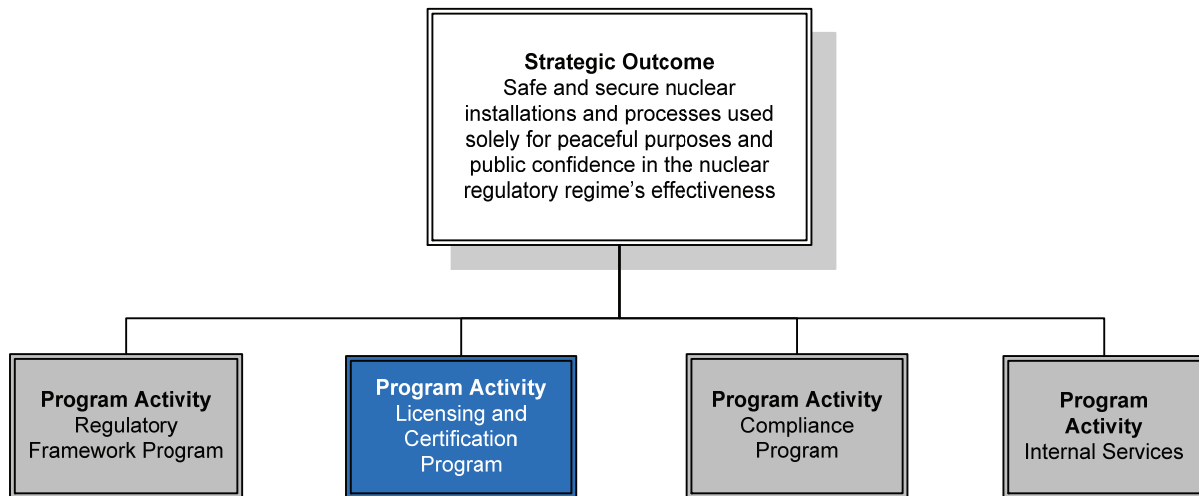 Strategic Outcome
Safe and secure nuclear
installations and processes used
solely for peaceful purposes and
public confidence in the nuclear
regulatory regime’s effectiveness
Program Activity
Regulatory
Framework Program
Program Activity
Licensing and
Certification
Program
Program Activity
Compliance
Program
Program
Activity
Internal Services